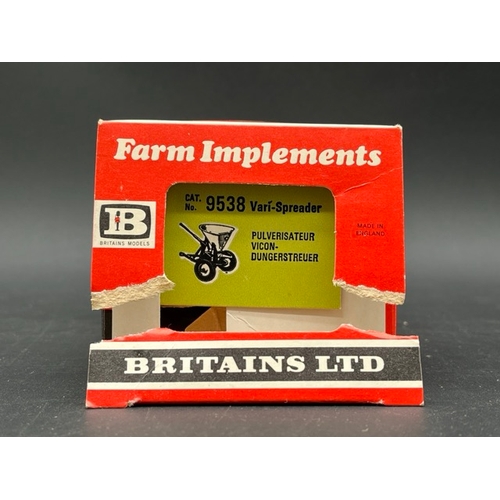 Farm Implements
CAT. No. 9538 Vari-Spreader
PULVERISATEUR
VICON-
DUNGERSTREUER
B
BRITAINS MODELS
MADE IN
ENGLAND
BRITAINS LTD